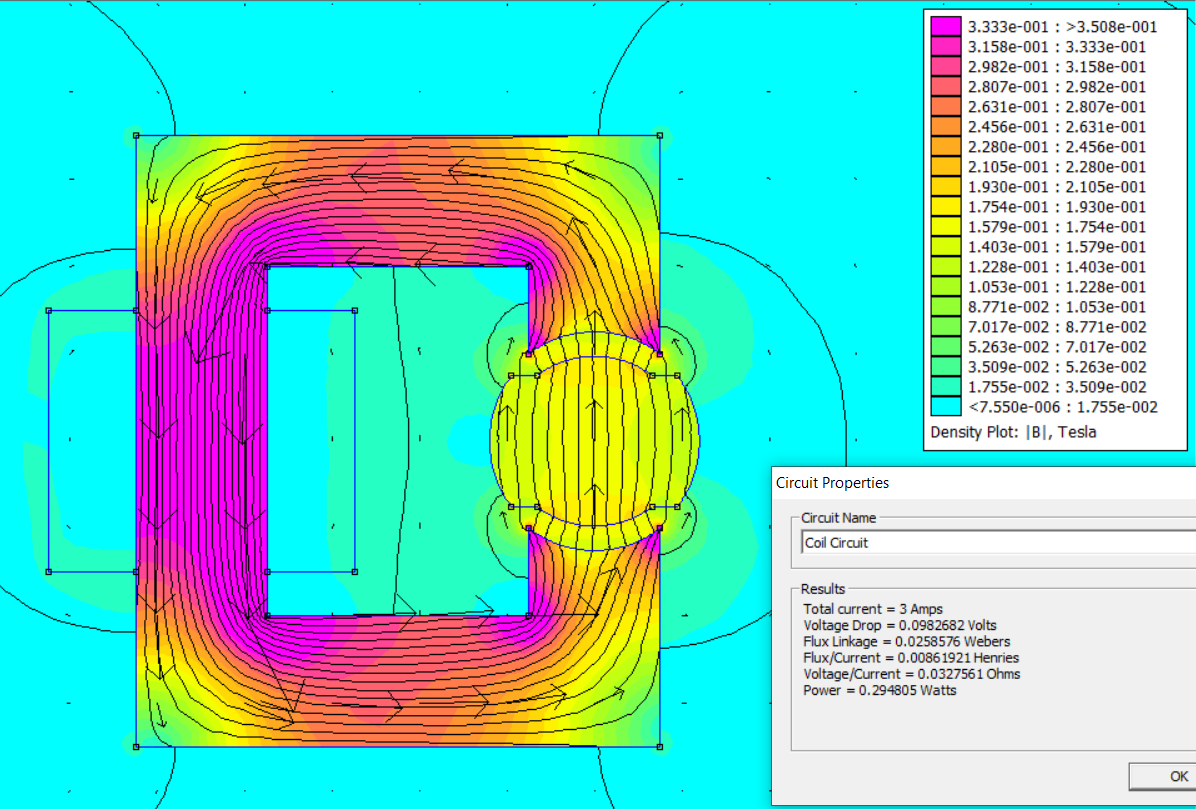 3.333e-001 : >3.508e-001
3.158e-001 : 3.333e-001
2.982e-001 : 3.158e-001
2.807e-001 : 2.982e-001
2.631e-001 : 2.807e-001
2.456e-001 : 2.631e-001
2.280e-001 : 2.456e-001
2.105e-001 : 2.280e-001
1.930e-001 : 2.105e-001
1.754e-001 : 1.930e-001
1.579e-001 : 1.754e-001
1.403e-001 : 1.579e-001
1.228e-001 : 1.403e-001
1.053e-001 : 1.228e-001
8.771e-002 : 1.053e-001
7.017e-002 : 8.771e-002
5.263e-002 : 7.017e-002
3.509e-002 : 5.263e-002
1.755e-002 : 3.509e-002
<7.550e-006 : 1.755e-002
Density Plot: |B|, Tesla
Circuit Properties
Circuit Name
Coil Circuit
Results
Total current = 3 Amps
Voltage Drop = 0.0982682 Volts
Flux Linkage = 0.0258576 Webers
Flux/Current = 0.00861921 Henries
Voltage/Current = 0.0327561 Ohms
Power = 0.294805 Watts
OK